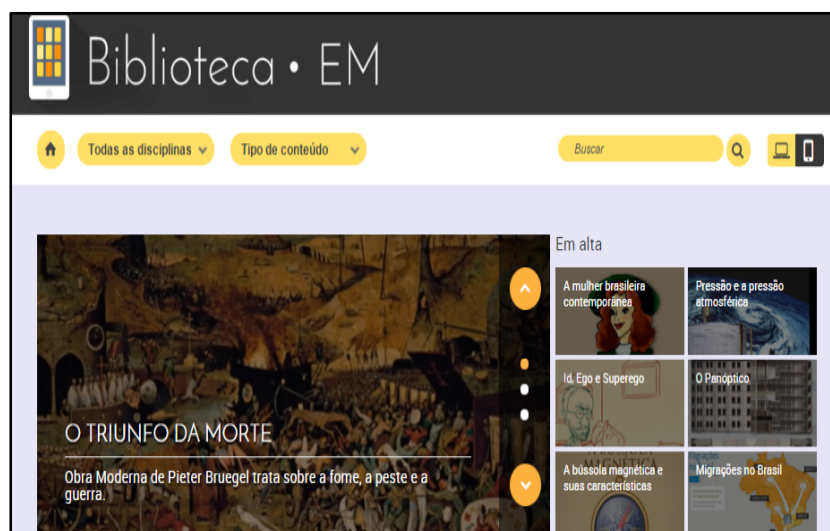 Biblioteca • EM
Todas as disciplinas
Tipo de conteúdo
Buscar
O TRIUNFO DA MORTE
Obra Moderna de Pieter Bruegel trata sobre a fome, a peste e a
guerra.
Em alta
A mulher brasileira
contemporânea
Pressão e a pressão
atmosférica
Id, Ego e Superego
O Panóptico
A bússola magnética e
suas características
Migrações no Brasil